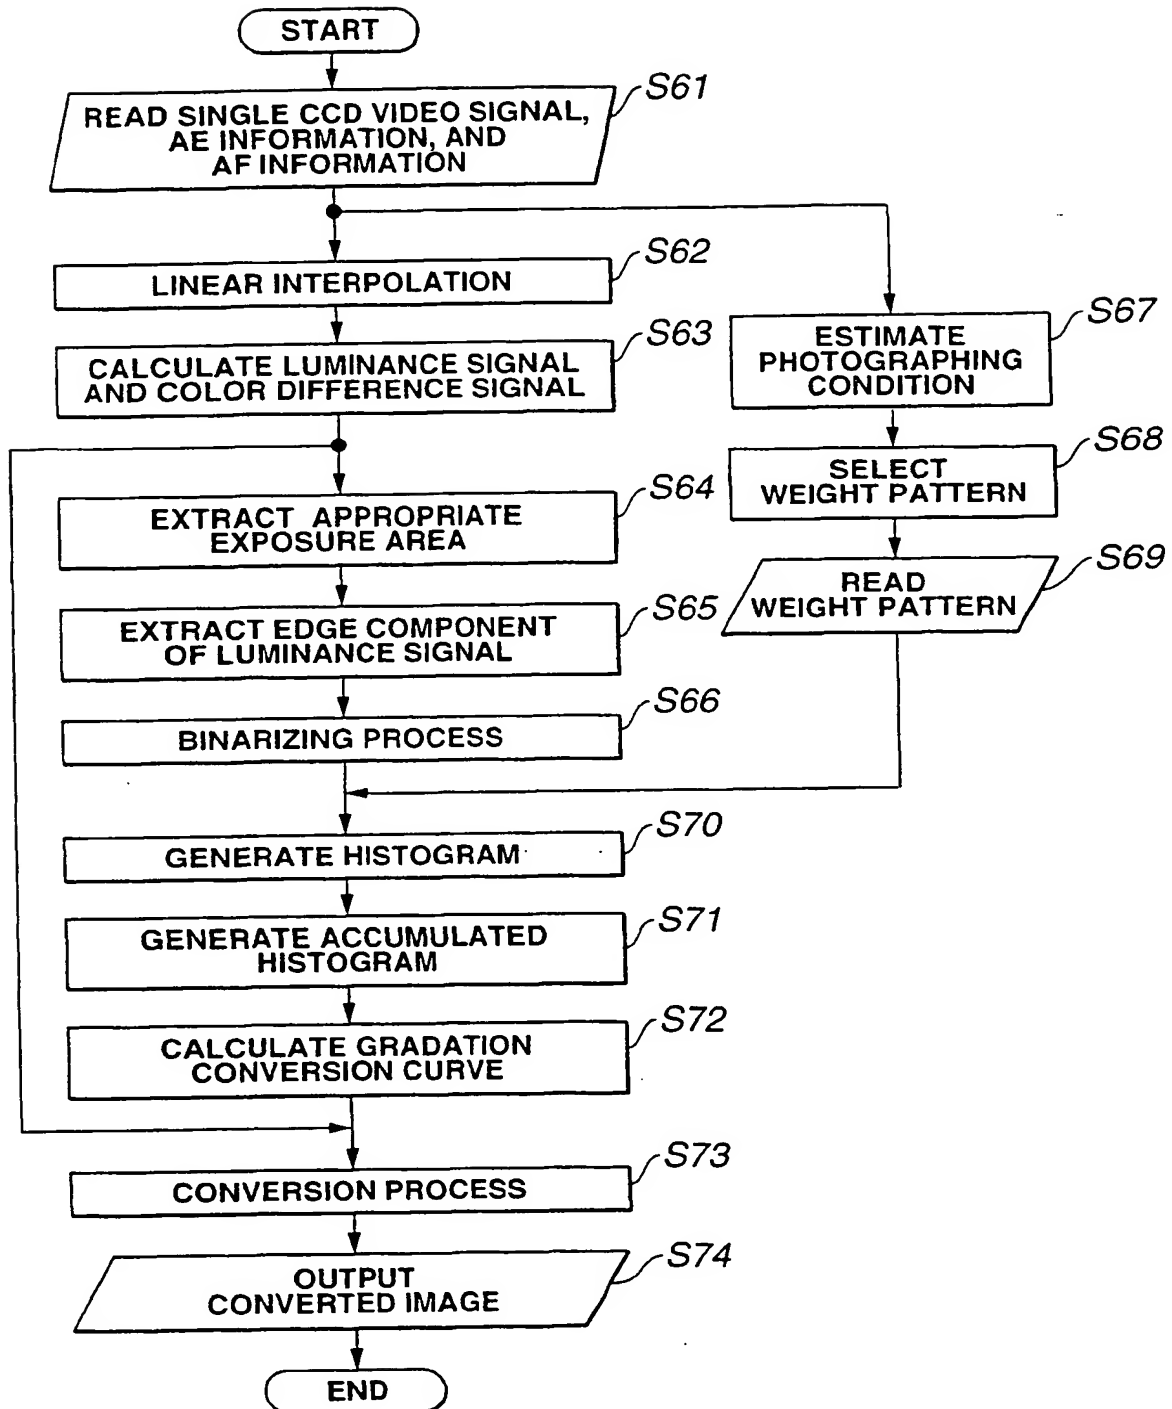 START
S61
READ SINGLE CCD VIDEO SIGNAL,
AE INFORMATION, AND
AF INFORMATION
S62
LINEAR INTERPOLATION
S63
CALCULATE LUMINANCE SIGNAL
AND COLOR DIFFERENCE SIGNAL
S67
ESTIMATE
PHOTOGRAPHING
CONDITION
S68
SELECT
WEIGHT PATTERN
S64
EXTRACT APPROPRIATE
EXPOSURE AREA
S69
READ
WEIGHT PATTERN
S65
EXTRACT EDGE COMPONENT
OF LUMINANCE SIGNAL
S66
BINARIZING PROCESS
S70
GENERATE HISTOGRAM
S71
GENERATE ACCUMULATED
HISTOGRAM
S72
CALCULATE GRADATION
CONVERSION CURVE
S73
CONVERSION PROCESS
S74
OUTPUT
CONVERTED IMAGE
END